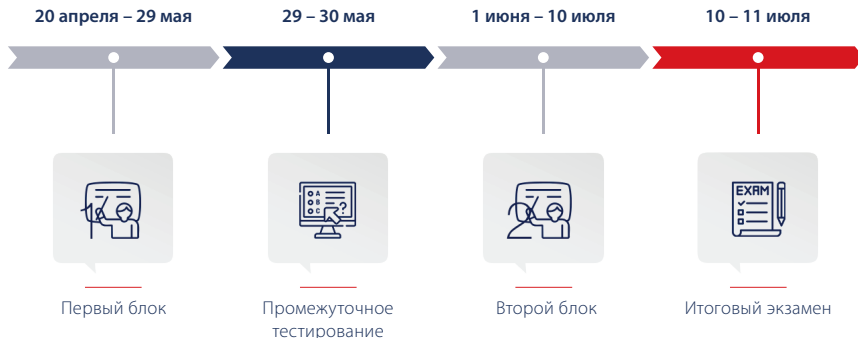 20 апреля – 29 мая
29 – 30 мая
1 июня – 10 июля
10 – 11 июля
1
A
B
C
?
2
EXAM
Первый блок
Промежуточное
тестирование
Второй блок
Итоговый экзамен